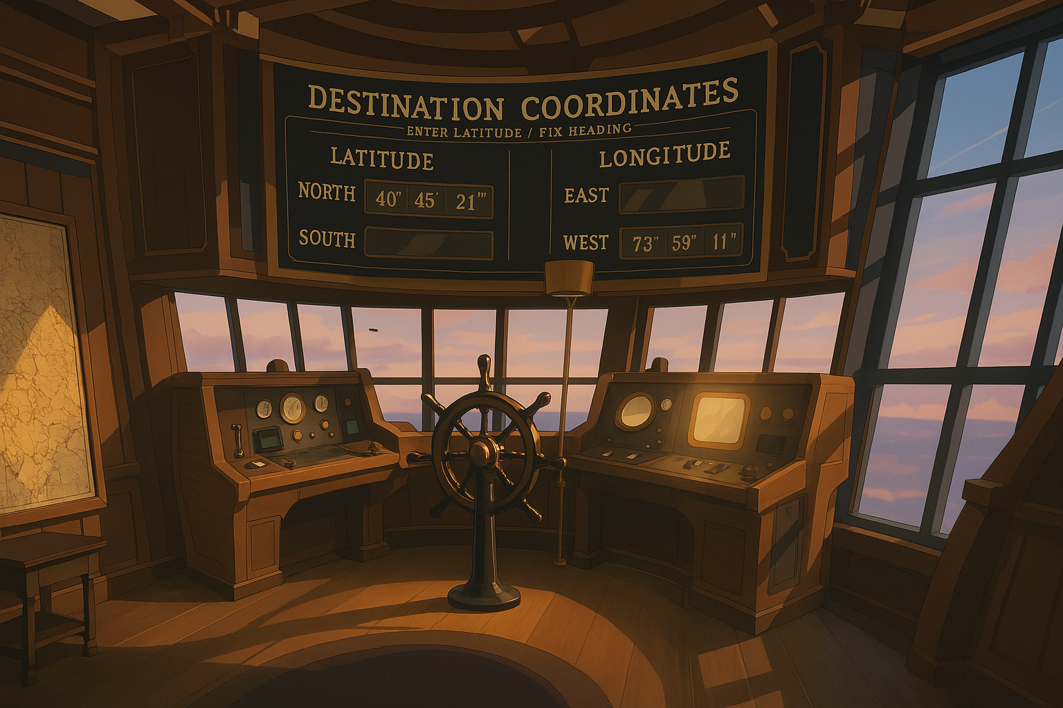 DESTINATION COORDINATES
ENTER LATITUDE / FIX HEADING
LATITUDE
NORTH 40" 45' 21'"
SOUTH
LONGITUDE
EAST
WEST 73" 59" 11"